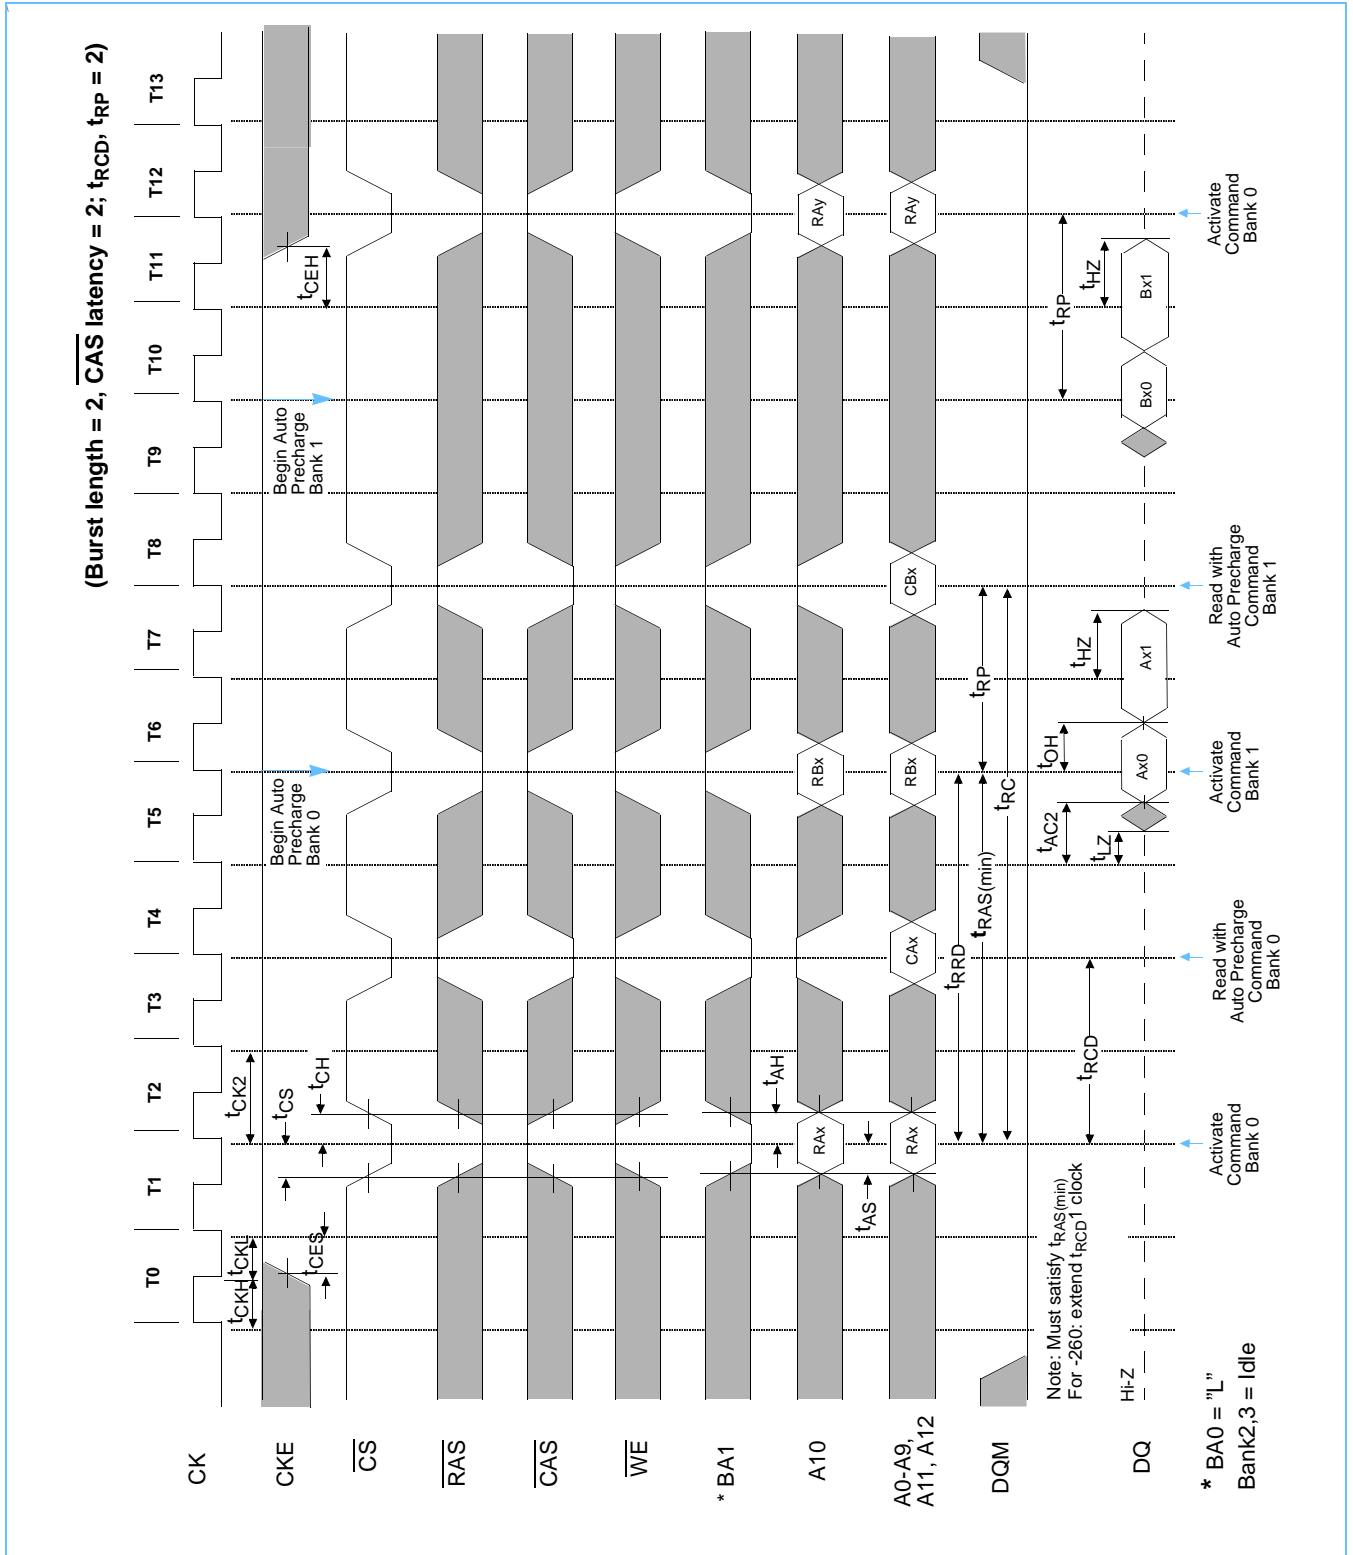 (Burst length = 2, CAS latency = 2; tRCD, tRP = 2)
T0 T1 T2 T3 T4 T5 T6 T7 T8 T9 T10 T11 T12 T13
CK
tCKH tCKL tCK2
CKE
tCES tCS tCH
Begin Auto
Precharge
Bank 0
Begin Auto
Precharge
Bank 1
tCEH
CS
RAS
CAS
WE
* BA1
tAH
A10
RAx RBx RAy
tAS
A0-A9,
A11, A12
RAx CAx RBx CBx RAy
DQM
tRRD
tRAS(min)
tRP
tRC
Note: Must satisfy tRAS(min)
For -260: extend tRCD 1 clock
tRCD
tAC2 tOH
tLZ
tHZ
tRP
tHZ
Hi-Z
DQ
Ax0 Ax1 Bx0 Bx1
Activate
Command
Bank 0
Read with
Auto Precharge
Command
Bank 0
Activate
Command
Bank 1
Read with
Auto Precharge
Command
Bank 1
Activate
Command
Bank 0
* BA0 = ”L”
Bank2,3 = Idle